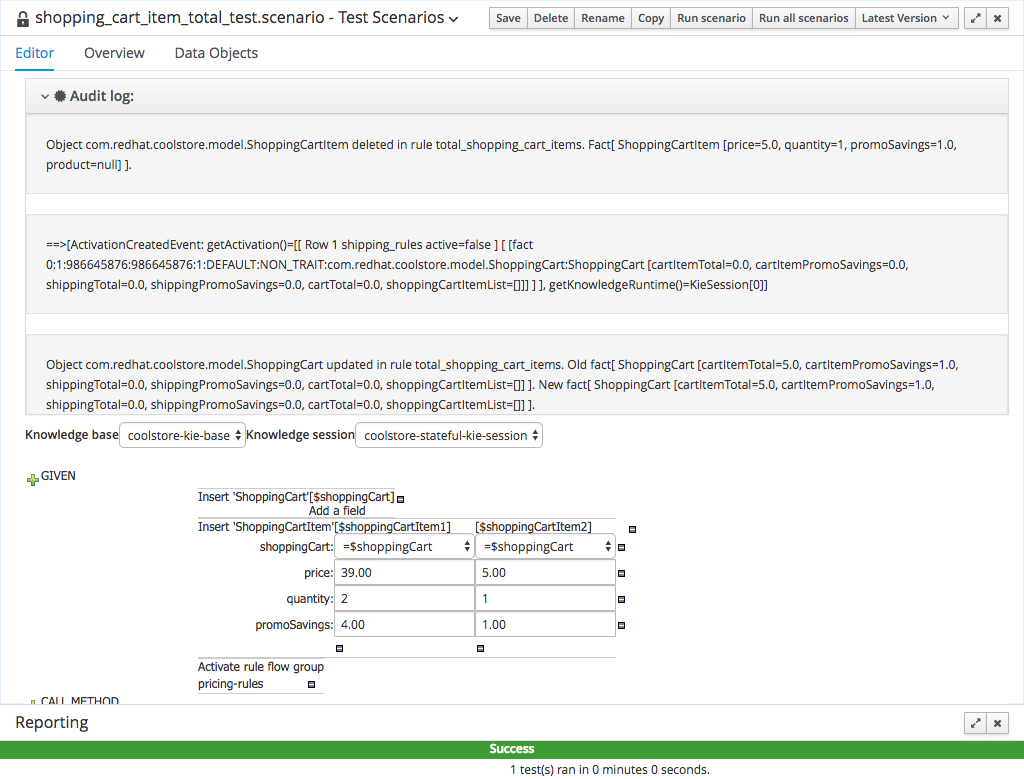 shopping_cart_item_total_test.scenario - Test Scenarios
Save Delete Rename Copy Run scenario Run all scenarios Latest Version
Editor Overview Data Objects
Audit log:
Object com.redhat.coolstore.model.ShoppingCartItem deleted in rule total_shopping_cart_items. Fact[ ShoppingCartItem [price=5.0, quantity=1, promoSavings=1.0,
product=null] ].
==>[ActivationCreatedEvent: getActivation()=[[ Row 1 shipping_rules active=false ] [ [fact
0:1:986645876:986645876:1:DEFAULT:NON_TRAIT:com.redhat.coolstore.model.ShoppingCart:ShoppingCart [cartItemTotal=0.0, cartItemPromoSavings=0.0,
shippingTotal=0.0, shippingPromoSavings=0.0, cartTotal=0.0, shoppingCartItemList=[]]] ] ], getKnowledgeRuntime()=KieSession[0]]
Object com.redhat.coolstore.model.ShoppingCart updated in rule total_shopping_cart_items. Old fact[ ShoppingCart [cartItemTotal=5.0, cartItemPromoSavings=1.0,
shippingTotal=0.0, shippingPromoSavings=0.0, cartTotal=0.0, shoppingCartItemList=[]] ]. New fact[ ShoppingCart [cartItemTotal=5.0, cartItemPromoSavings=1.0,
shippingTotal=0.0, shippingPromoSavings=0.0, cartTotal=0.0, shoppingCartItemList=[]] ].
Knowledge base coolstore-kie-base Knowledge session coolstore-stateful-kie-session
GIVEN
Insert 'ShoppingCart'[$shoppingCart]
Add a field
Insert 'ShoppingCartItem'[$shoppingCartItem1] [$shoppingCartItem2]
shoppingCart: =$shoppingCart =$shoppingCart
price: 39.00 5.00
quantity: 2 1
promoSavings: 4.00 1.00
Activate rule flow group
pricing-rules
CALL METHOD
Reporting
Success
1 test(s) ran in 0 minutes 0 seconds.